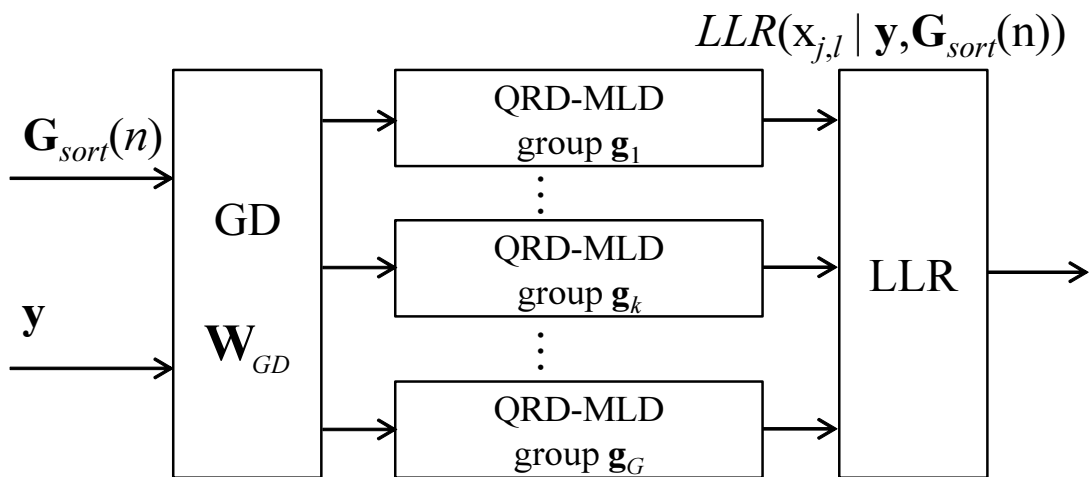 LLR(x_{j,l} | y,G_{sort}(n))
G_{sort}(n)
y
GD
W_{GD}
QRD-MLD
group g_1
⋮
QRD-MLD
group g_k
⋮
QRD-MLD
group g_G
LLR